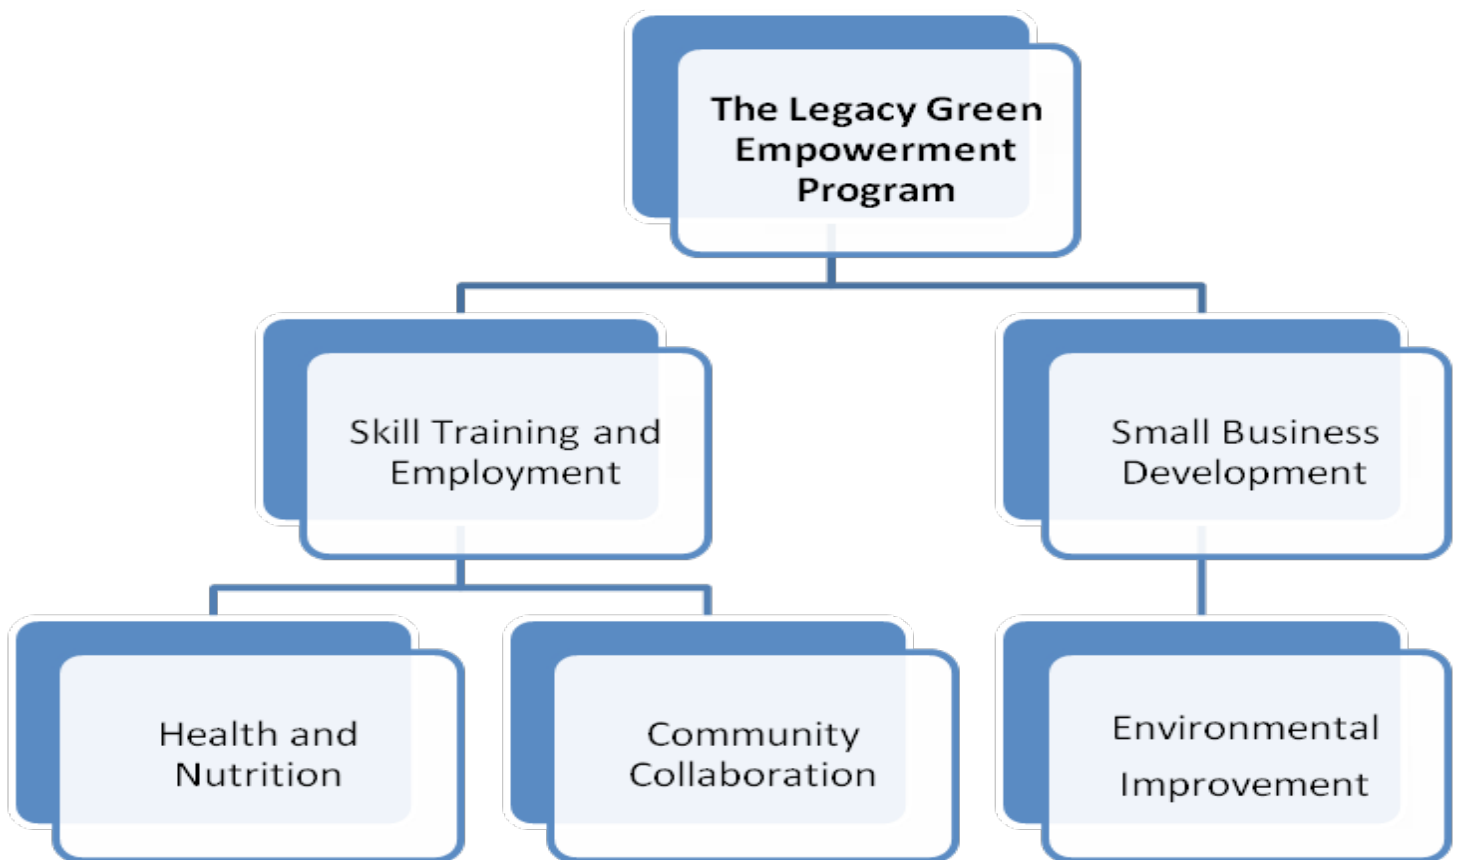 The Legacy Green
Empowerment
Program
Skill Training and
Employment
Small Business
Development
Health and
Nutrition
Community
Collaboration
Environmental
Improvement